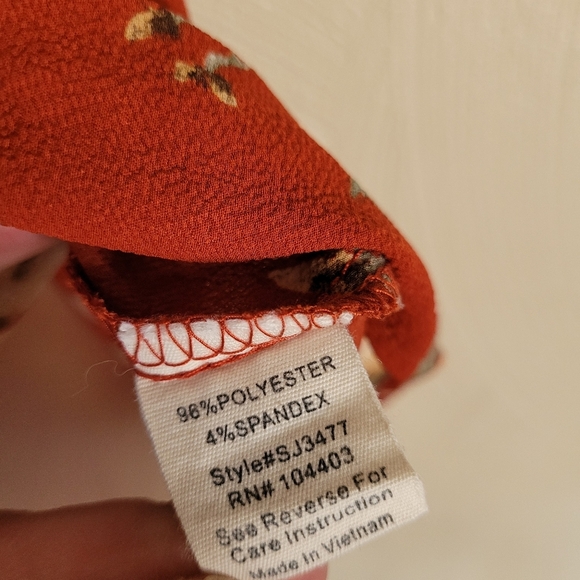 96%POLYESTER
4%SPANDEX
Style#SJ3477
RN# 104403
See Reverse For
Care Instruction
Made in Vietnam